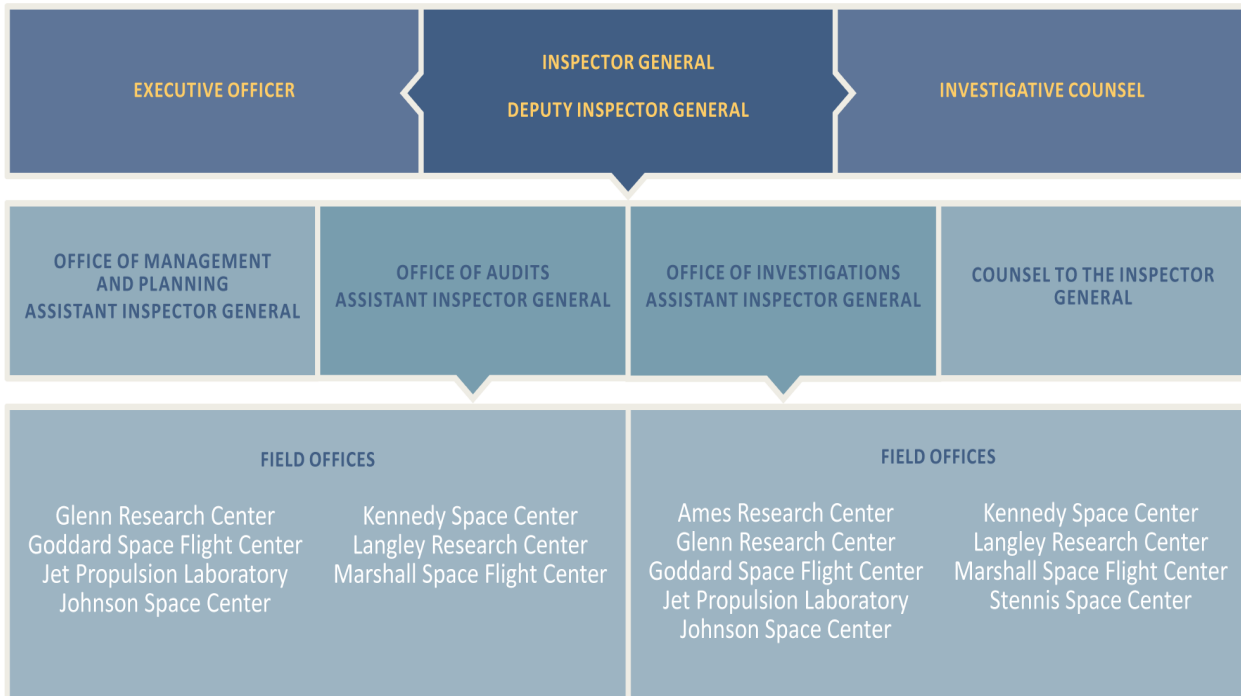 EXECUTIVE OFFICER
INSPECTOR GENERAL
DEPUTY INSPECTOR GENERAL
INVESTIGATIVE COUNSEL
OFFICE OF MANAGEMENT
AND PLANNING
ASSISTANT INSPECTOR GENERAL
OFFICE OF AUDITS
ASSISTANT INSPECTOR GENERAL
OFFICE OF INVESTIGATIONS
ASSISTANT INSPECTOR GENERAL
COUNSEL TO THE INSPECTOR
GENERAL
FIELD OFFICES
Glenn Research Center
Goddard Space Flight Center
Jet Propulsion Laboratory
Johnson Space Center
Kennedy Space Center
Langley Research Center
Marshall Space Flight Center
FIELD OFFICES
Ames Research Center
Glenn Research Center
Goddard Space Flight Center
Jet Propulsion Laboratory
Johnson Space Center
Kennedy Space Center
Langley Research Center
Marshall Space Flight Center
Stennis Space Center